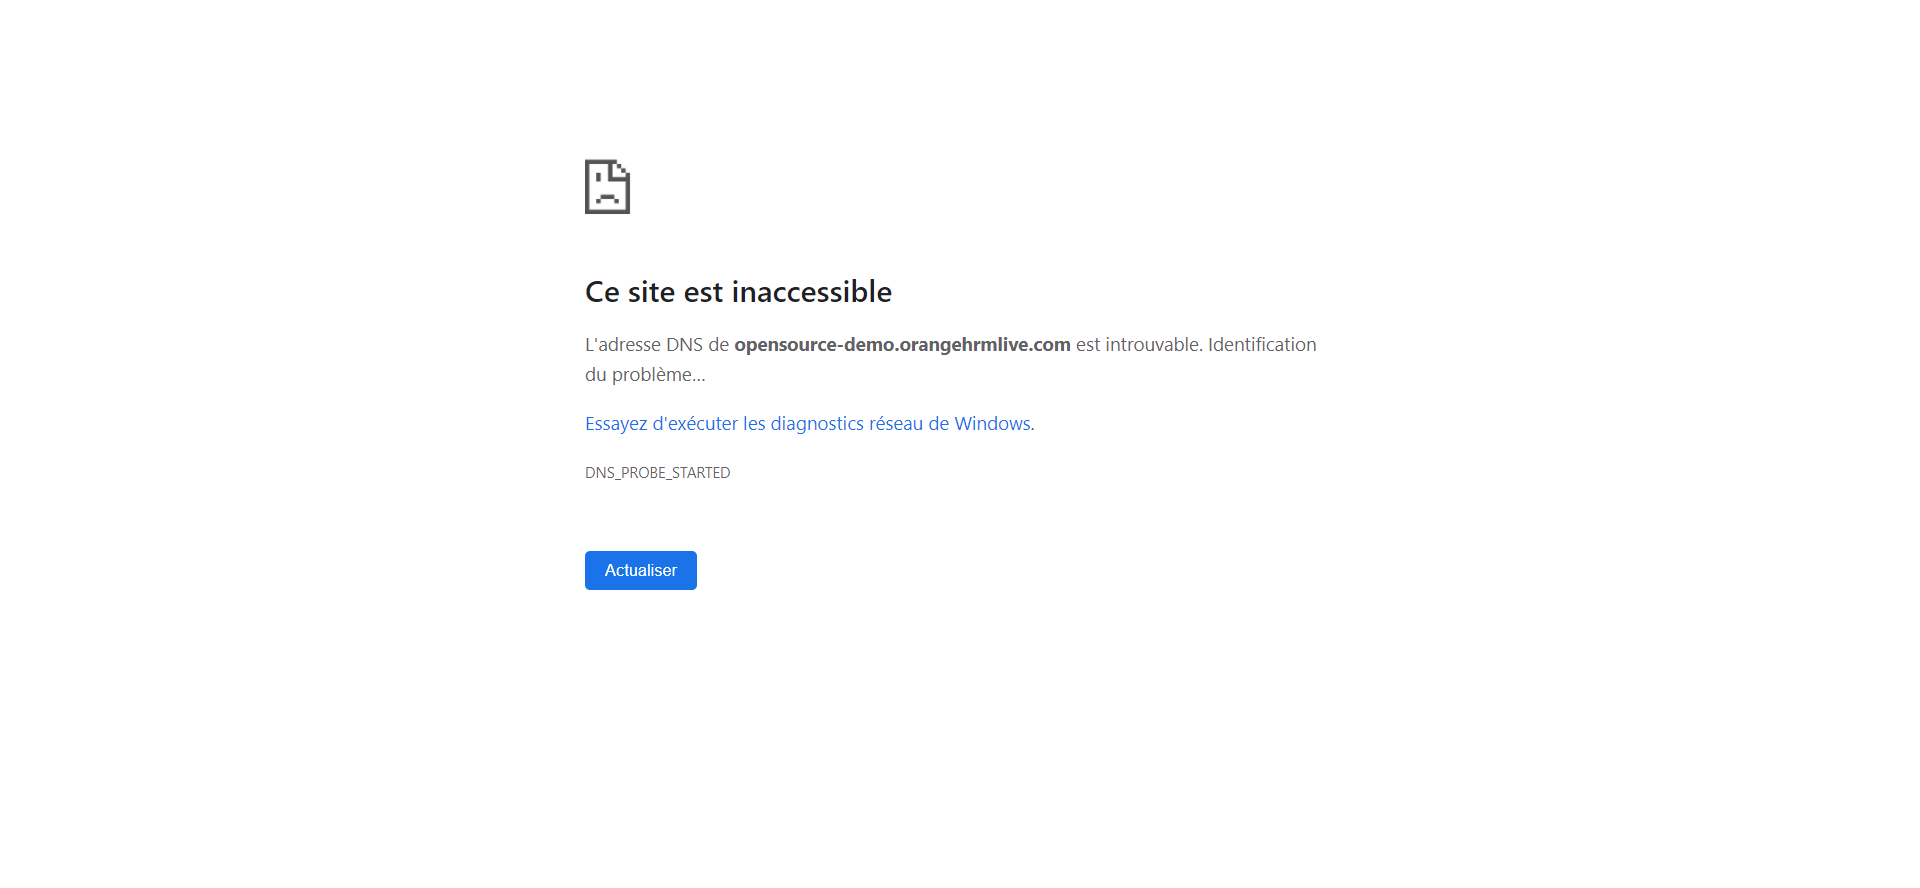 Ce site est inaccessible
L'adresse DNS de opensource-demo.orangehrmlive.com est introuvable. Identification
du problème...
Essayez d'exécuter les diagnostics réseau de Windows.
DNS_PROBE_STARTED
Actualiser